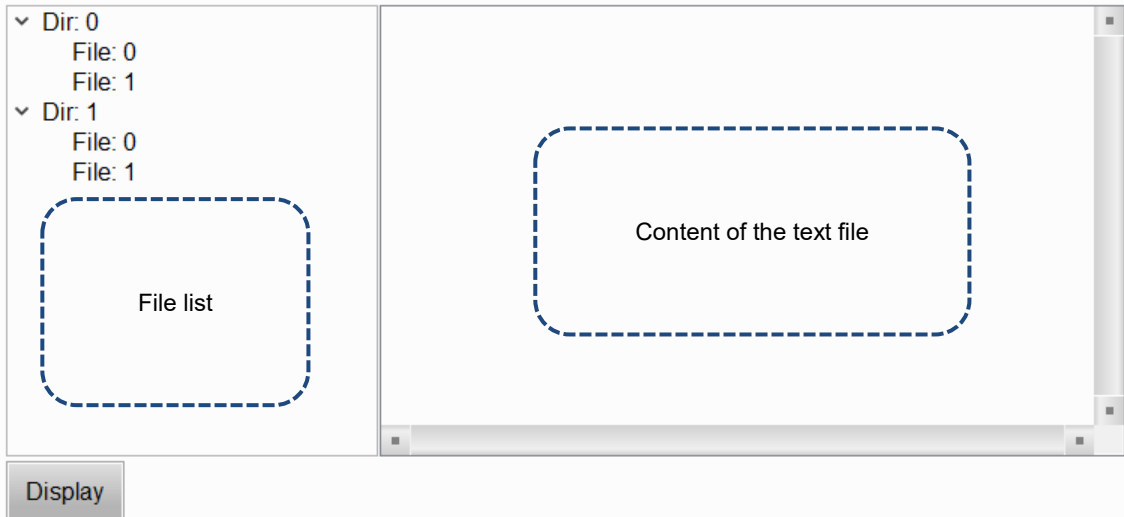 Dir: 0
File: 0
File: 1
Dir: 1
File: 0
File: 1
File list
Content of the text file
Display